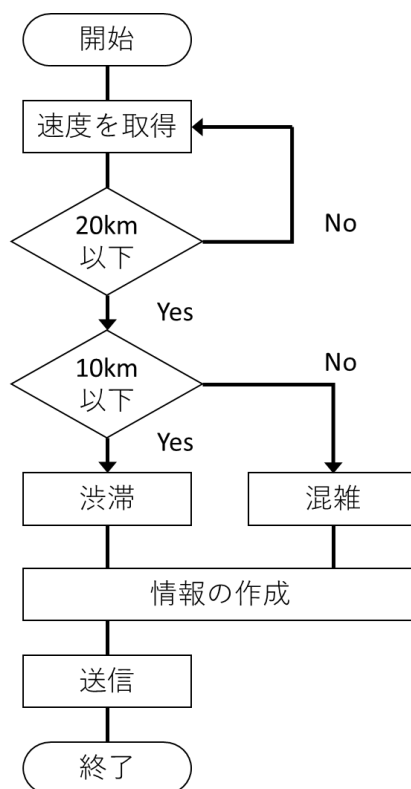 開始
速度を取得
20km
以下
No
Yes
10km
以下
No
Yes
渋滞
混雑
情報の作成
送信
終了